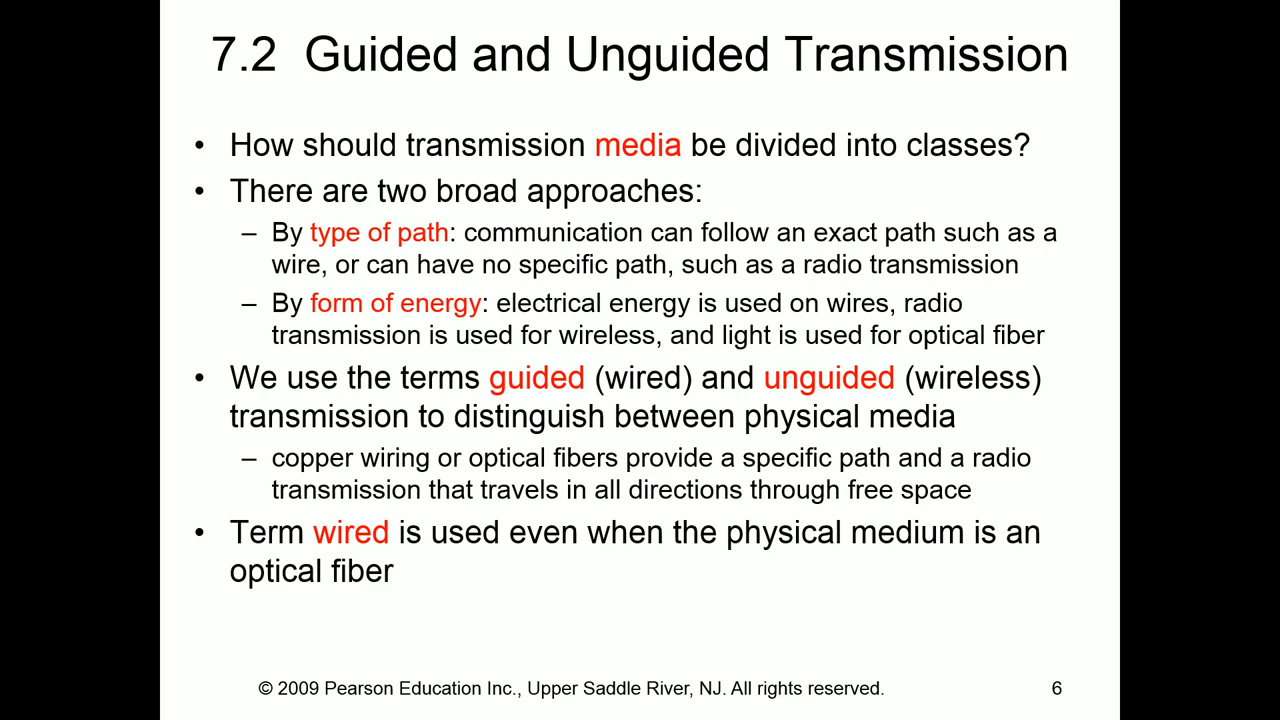 7.2 Guided and Unguided Transmission
• How should transmission media be divided into classes?
• There are two broad approaches:
– By type of path: communication can follow an exact path such as a
wire, or can have no specific path, such as a radio transmission
– By form of energy: electrical energy is used on wires, radio
transmission is used for wireless, and light is used for optical fiber
• We use the terms guided (wired) and unguided (wireless)
transmission to distinguish between physical media
– copper wiring or optical fibers provide a specific path and a radio
transmission that travels in all directions through free space
• Term wired is used even when the physical medium is an
optical fiber
© 2009 Pearson Education Inc., Upper Saddle River, NJ. All rights reserved.
6